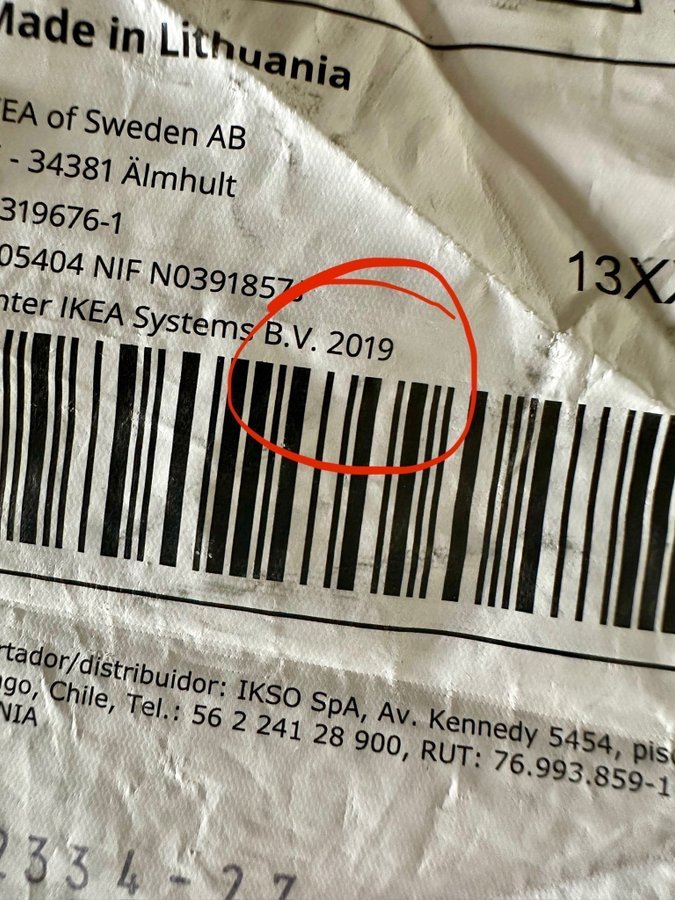 Made in Lithuania
EA of Sweden AB
- 34381 Älmhult
319676-1
05404 NIF N0391857J
13XX
nter IKEA Systems B.V. 2019
rtador/distribuidor: IKSO SpA, Av. Kennedy 5454, pis
go, Chile, Tel.: 56 2 241 28 900, RUT: 76.993.859-1
NIA
2334-27